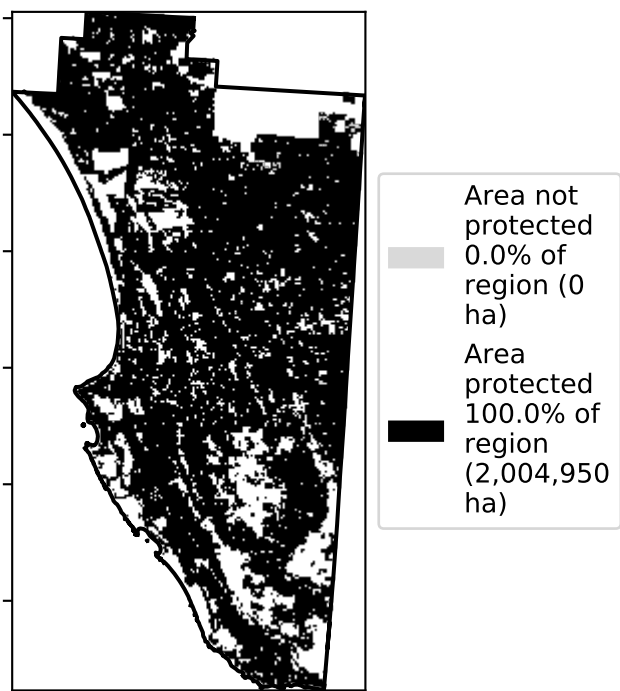 Area not
protected
0.0% of
region (0
ha)
Area
protected
100.0% of
region
(2,004,950
ha)